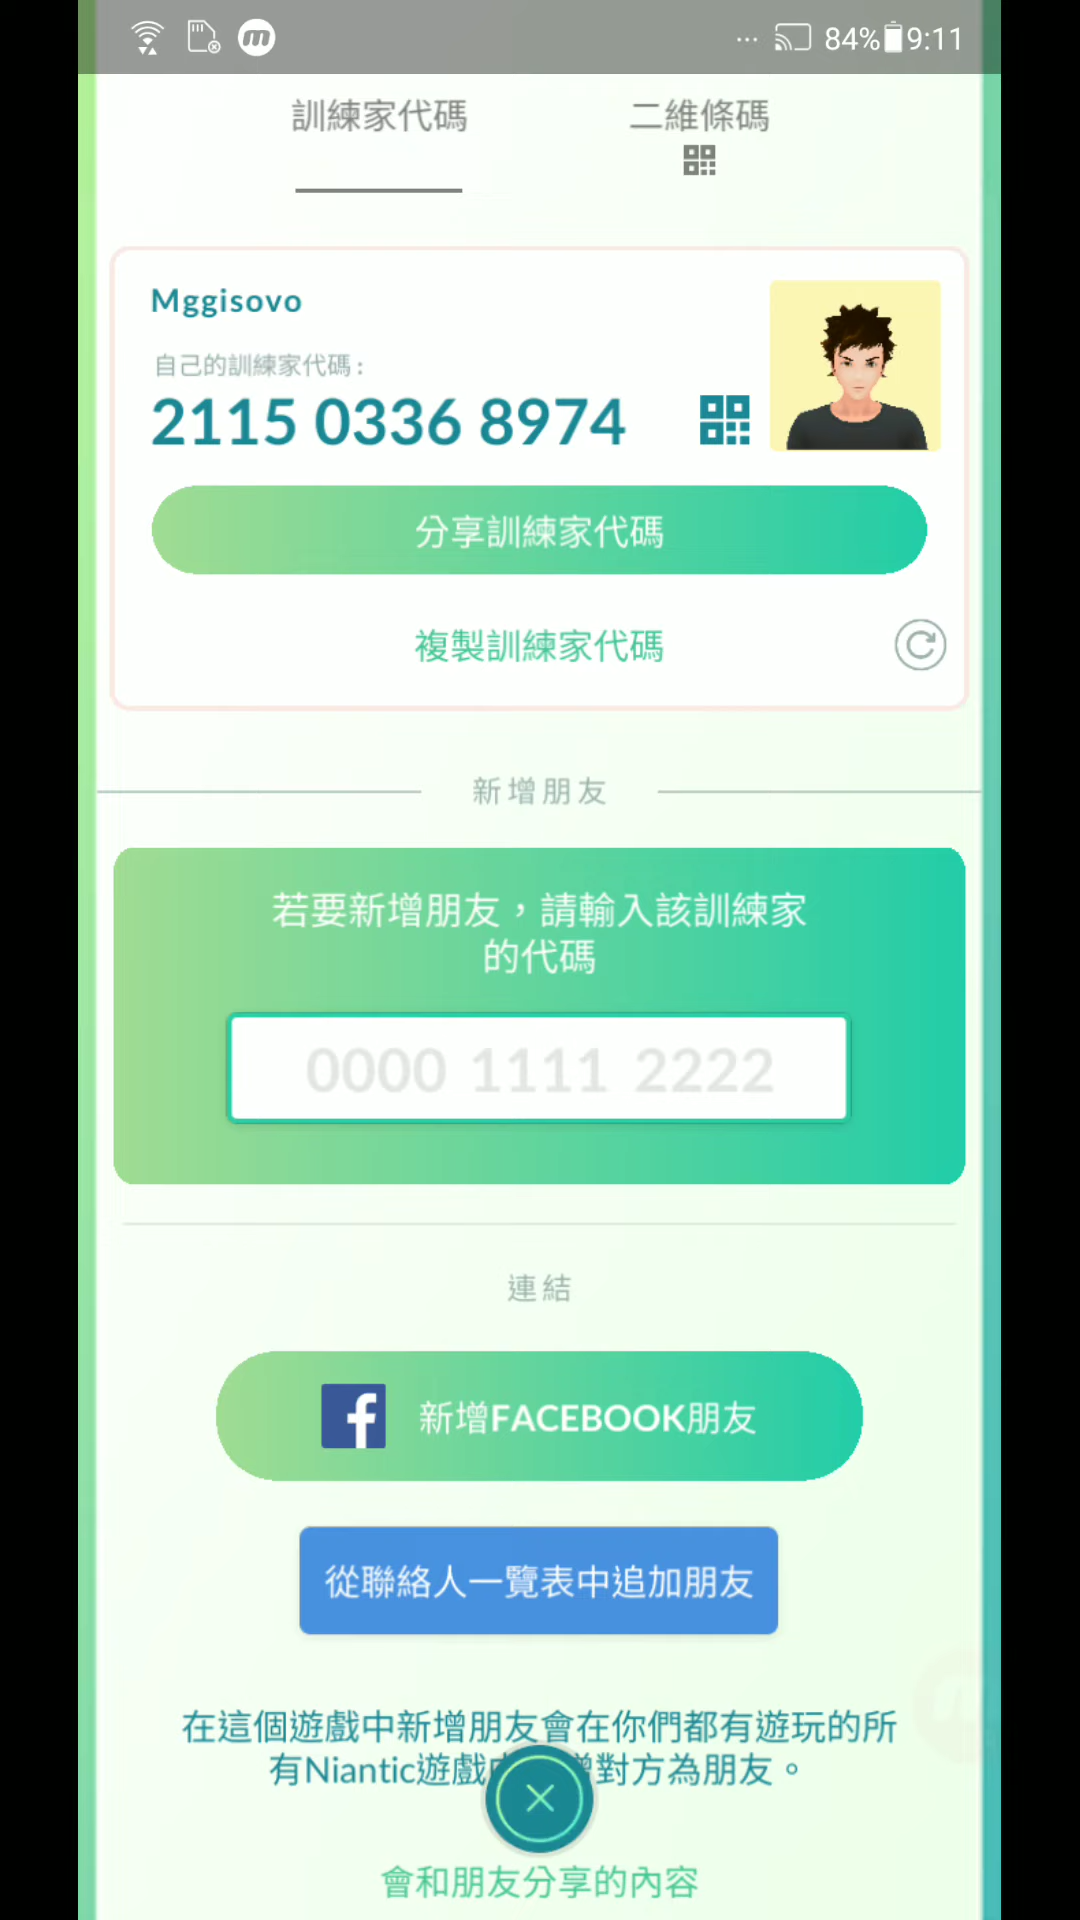 84% 9:11
訓練家代碼 二維條碼
Mggisovo
自己的訓練家代碼:
2115 0336 8974
分享訓練家代碼
複製訓練家代碼
新增朋友
若要新增朋友，請輸入該訓練家
的代碼
0000 1111 2222
連結
新增FACEBOOK朋友
從聯絡人一覽表中追加朋友
在這個遊戲中新增朋友會在你們都有遊玩的所
有Niantic遊戲 對方為朋友。
會和朋友分享的內容